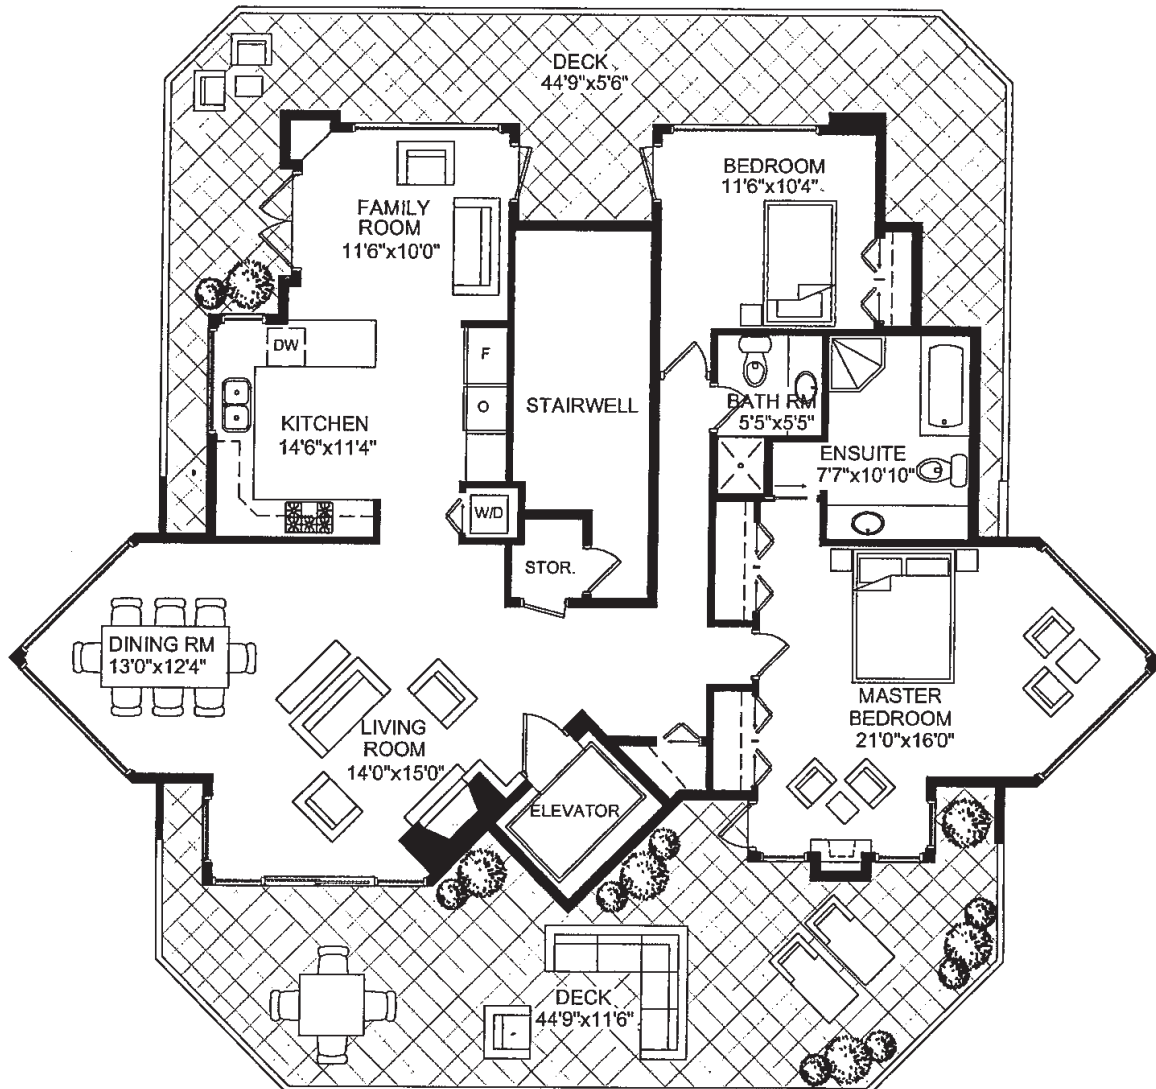 DECK
44'9"x5'6"
BEDROOM
11'6"x10'4"
FAMILY
ROOM
11'6"x10'0"
DW
F
O
KITCHEN
14'6"x11'4"
STAIRWELL
BATH RM
5'5"x5'5"
ENSUITE
7'7"x10'10"
W/D
STOR.
DINING RM
13'0"x12'4"
LIVING
ROOM
14'0"x15'0"
MASTER
BEDROOM
21'0"x16'0"
ELEVATOR
DECK
44'9"x11'6"